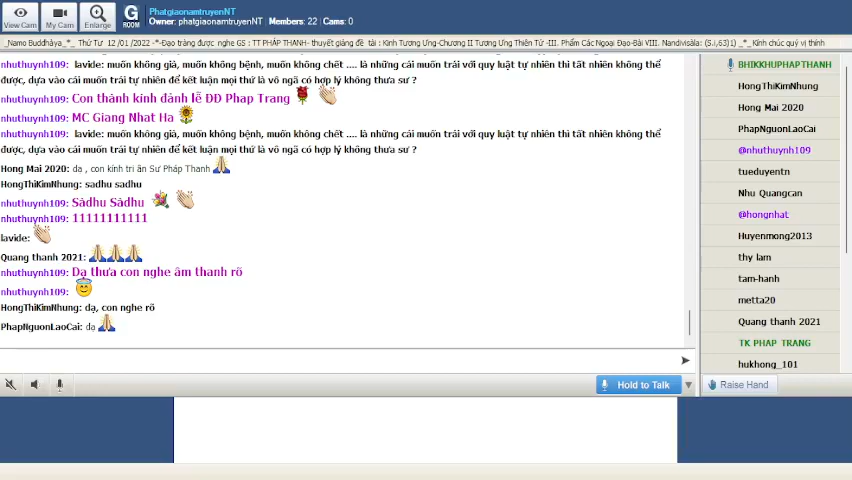 View Cam
My Cam
Enlarge
G
ROOM
PhatgiaonamtruyenNT
Owner: phatgiaonamtruyenNT Members: 22 Cams: 0
_Namo Buddhàya_*_ Thứ Tư 12/01/2022 -*-Đạo tràng được nghe GS : TT PHÁP THANH- thuyết giảng đề tài : Kinh Tương Ưng-Chương II Tương Ưng Thiên Tử -III. Phẩm Các Ngoại Đạo-Bài VIII. Nandivisàla: (S.i,63)1) _*_ Kính chúc quý vị thính
lavide: muốn không già, muốn không bệnh, muốn không chết .... là những cái muốn trái với quy luật tự nhiên thì tất nhiên không thể
được, dựa vào cái muốn trái tự nhiên để kết luận mọi thứ là vô ngã có hợp lý không thưa sư ?
nhuthuynh109: Con thành kính đảnh lễ ĐĐ Phap Trang
nhuthuynh109: MC Giang Nhat Ha
lavide: muốn không già, muốn không bệnh, muốn không chết .... là những cái muốn trái với quy luật tự nhiên thì tất nhiên không thể
được, dựa vào cái muốn trái tự nhiên để kết luận mọi thứ là vô ngã có hợp lý không thưa sư ?
Hong Mai 2020: dạ , con kính tri ân Sư Pháp Thanh
HongThiKimNhung: sadhu sadhu
nhuthuynh109: Sādhu Sādhu
nhuthuynh109: 11111111111
lavide:
Quang thanh 2021:
nhuthuynh109: Dạ thưa con nghe âm thanh rõ
nhuthuynh109:
HongThiKimNhung: dạ, con nghe rõ
PhapNguonLaoCai: dạ
Hold to Talk
BHIKKHUPHAPTHANH
HongThiKimNhung
Hong Mai 2020
PhapNguonLaoCai
@nhuthuynh109
tueduyentn
Nhu Quangcan
@hongnhat
Huyenmong2013
thy lam
tam-hanh
metta20
Quang thanh 2021
TK PHAP TRANG
hukhong_101
Raise Hand